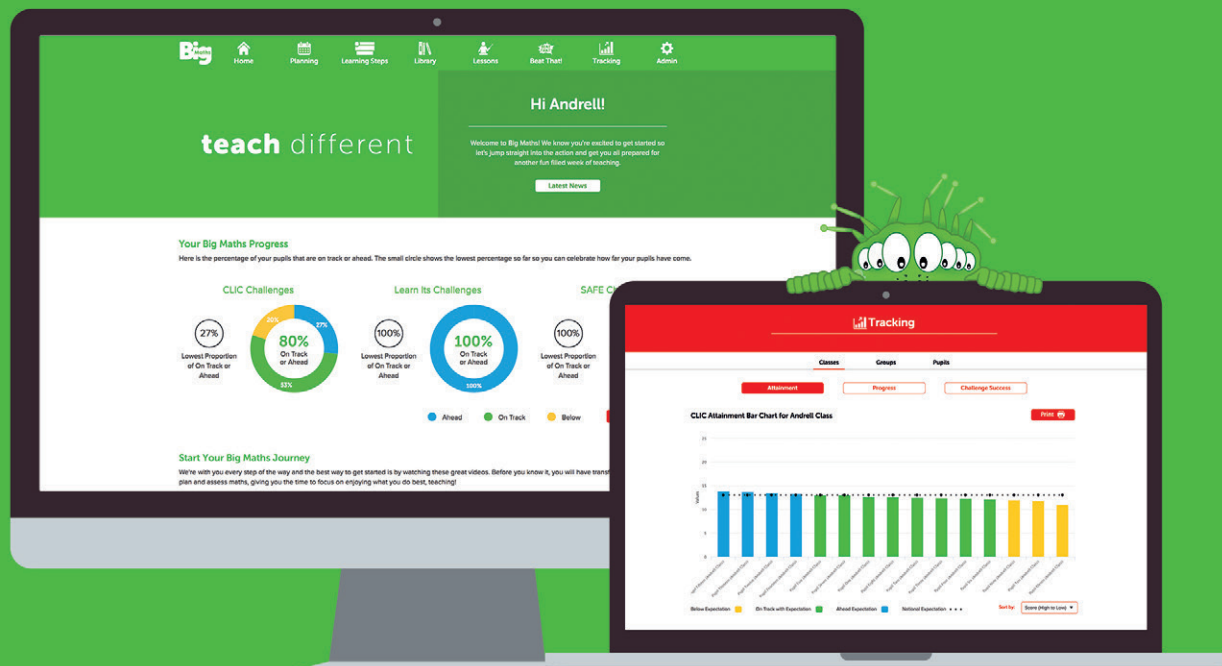 Big Maths
Home
Planning
Learning Steps
Library
Lessons
Beat That!
Tracking
Admin
teach different
Hi Andrell!
Welcome to Big Maths! We know you're excited to get started so
let's jump straight into the action and get you all prepared for
another fun filled week of teaching.
Latest News
Your Big Maths Progress
Here is the percentage of your pupils that are on track or ahead. The small circle shows the lowest percentage so far so you can celebrate how far your pupils have come.
CLIC Challenges
27%
Lowest Proportion
of On Track or
Ahead
20%
27%
80%
On Track
or Ahead
53%
Learn Its Challenges
100%
Lowest Proportion
of On Track or
Ahead
100%
On Track
or Ahead
100%
SAFE C
100%
Lowest Proportion
of On Track or
Ahead
Ahead
On Track
Below
Start Your Big Maths Journey
We're with you every step of the way and the best way to get started is by watching these great videos. Before you know it, you will have transf
plan and assess maths, giving you the time to focus on enjoying what you do best, teaching!
Tracking
Classes
Groups
Pupils
Attainment
Progress
Challenge Success
CLIC Attainment Bar Chart for Andrell Class
Print
Values
15
10
5
0
Below Expectation
On Track with Expectation
Ahead Expectation
National Expectation
Sort by:
Score (High to Low)